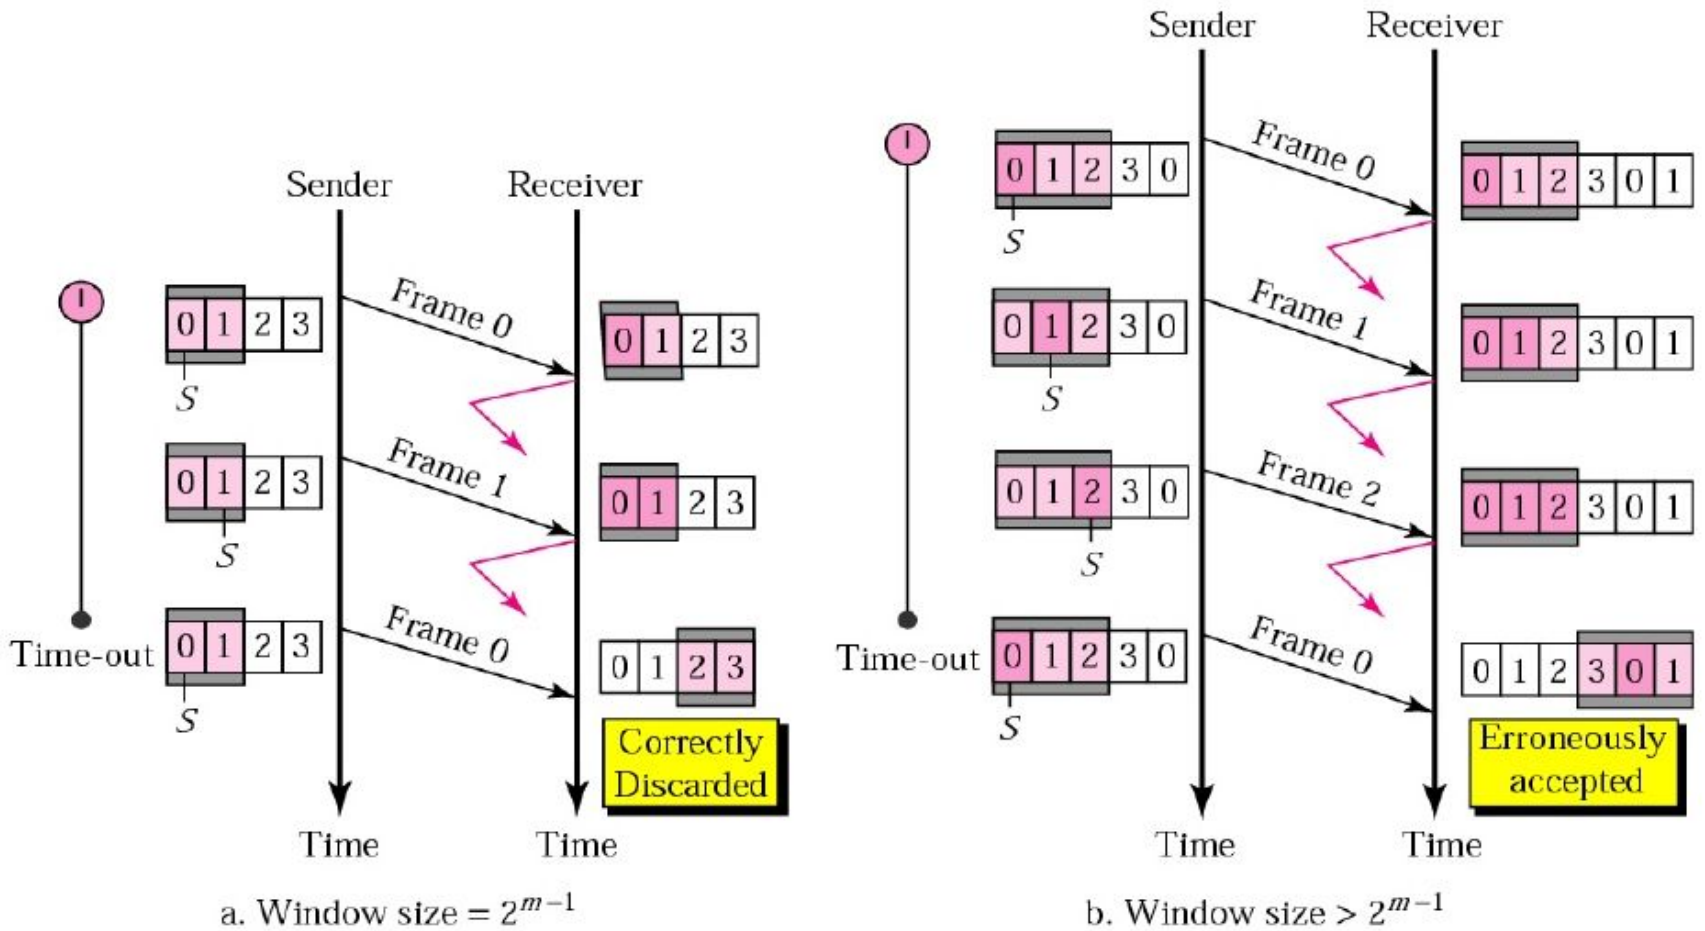 Sender Receiver
0 1 2 3
S
Frame 0
0 1 2 3
0 1 2 3
S
Frame 1
0 1 2 3
Time-out
0 1 2 3
S
Frame 0
0 1 2 3
Correctly
Discarded
Time Time
a. Window size = 2^{m-1}
Sender Receiver
0 1 2 3 0
S
Frame 0
0 1 2 3 0 1
0 1 2 3 0
S
Frame 1
0 1 2 3 0 1
0 1 2 3 0
S
Frame 2
0 1 2 3 0 1
Time-out
0 1 2 3 0
S
Frame 0
0 1 2 3 0 1
Erroneously
accepted
Time Time
b. Window size > 2^{m-1}